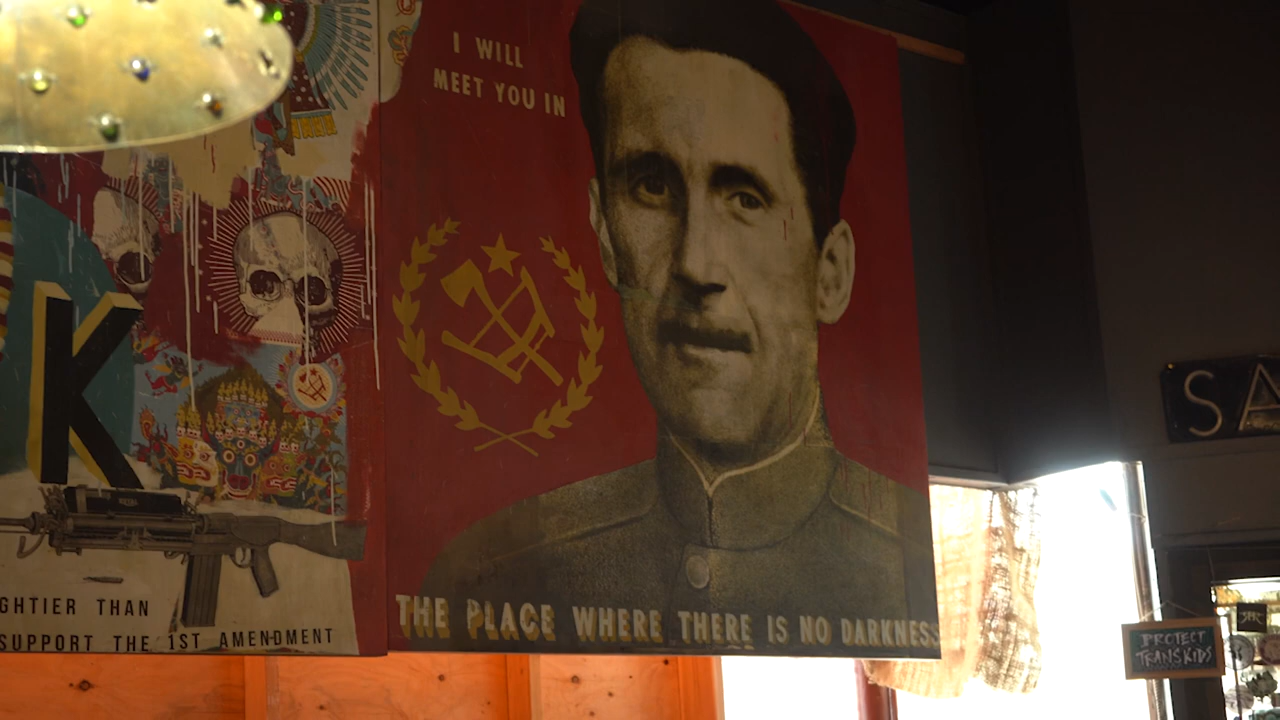 I WILL
MEET YOU IN
THE PLACE WHERE THERE IS NO DARKNESS
K
GHTIER THAN
SUPPORT THE 1ST AMENDMENT
SA
PROTECT
TRANS KIDS